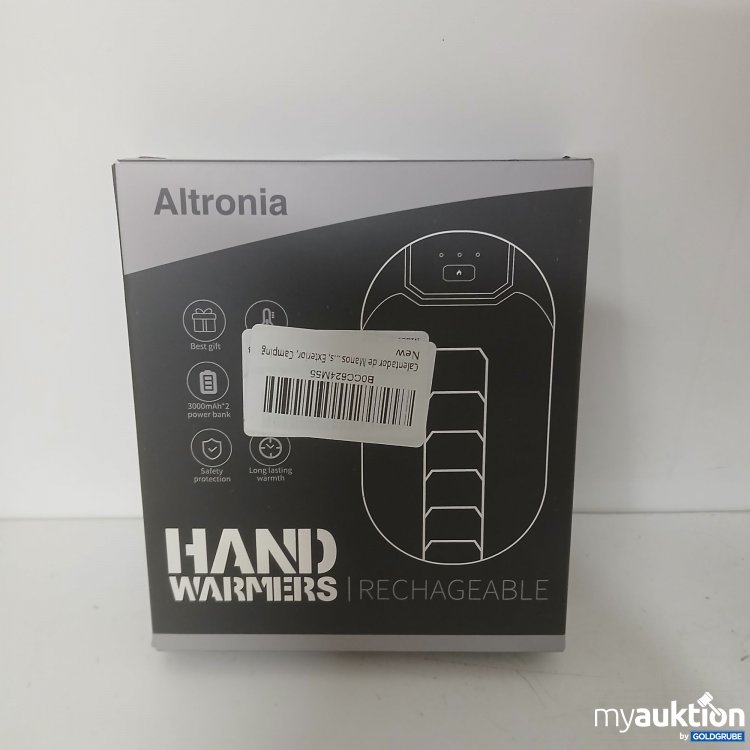 Altronia
Best gift
3000mAh*2
power bank
Safety
protection
Long lasting
warmth
B0CC624M55
Calentador de Manos ...s, Exterior, Camping
New
HAND
WARMERS | RECHAGEABLE
myauktion
by GOLDGRUBE